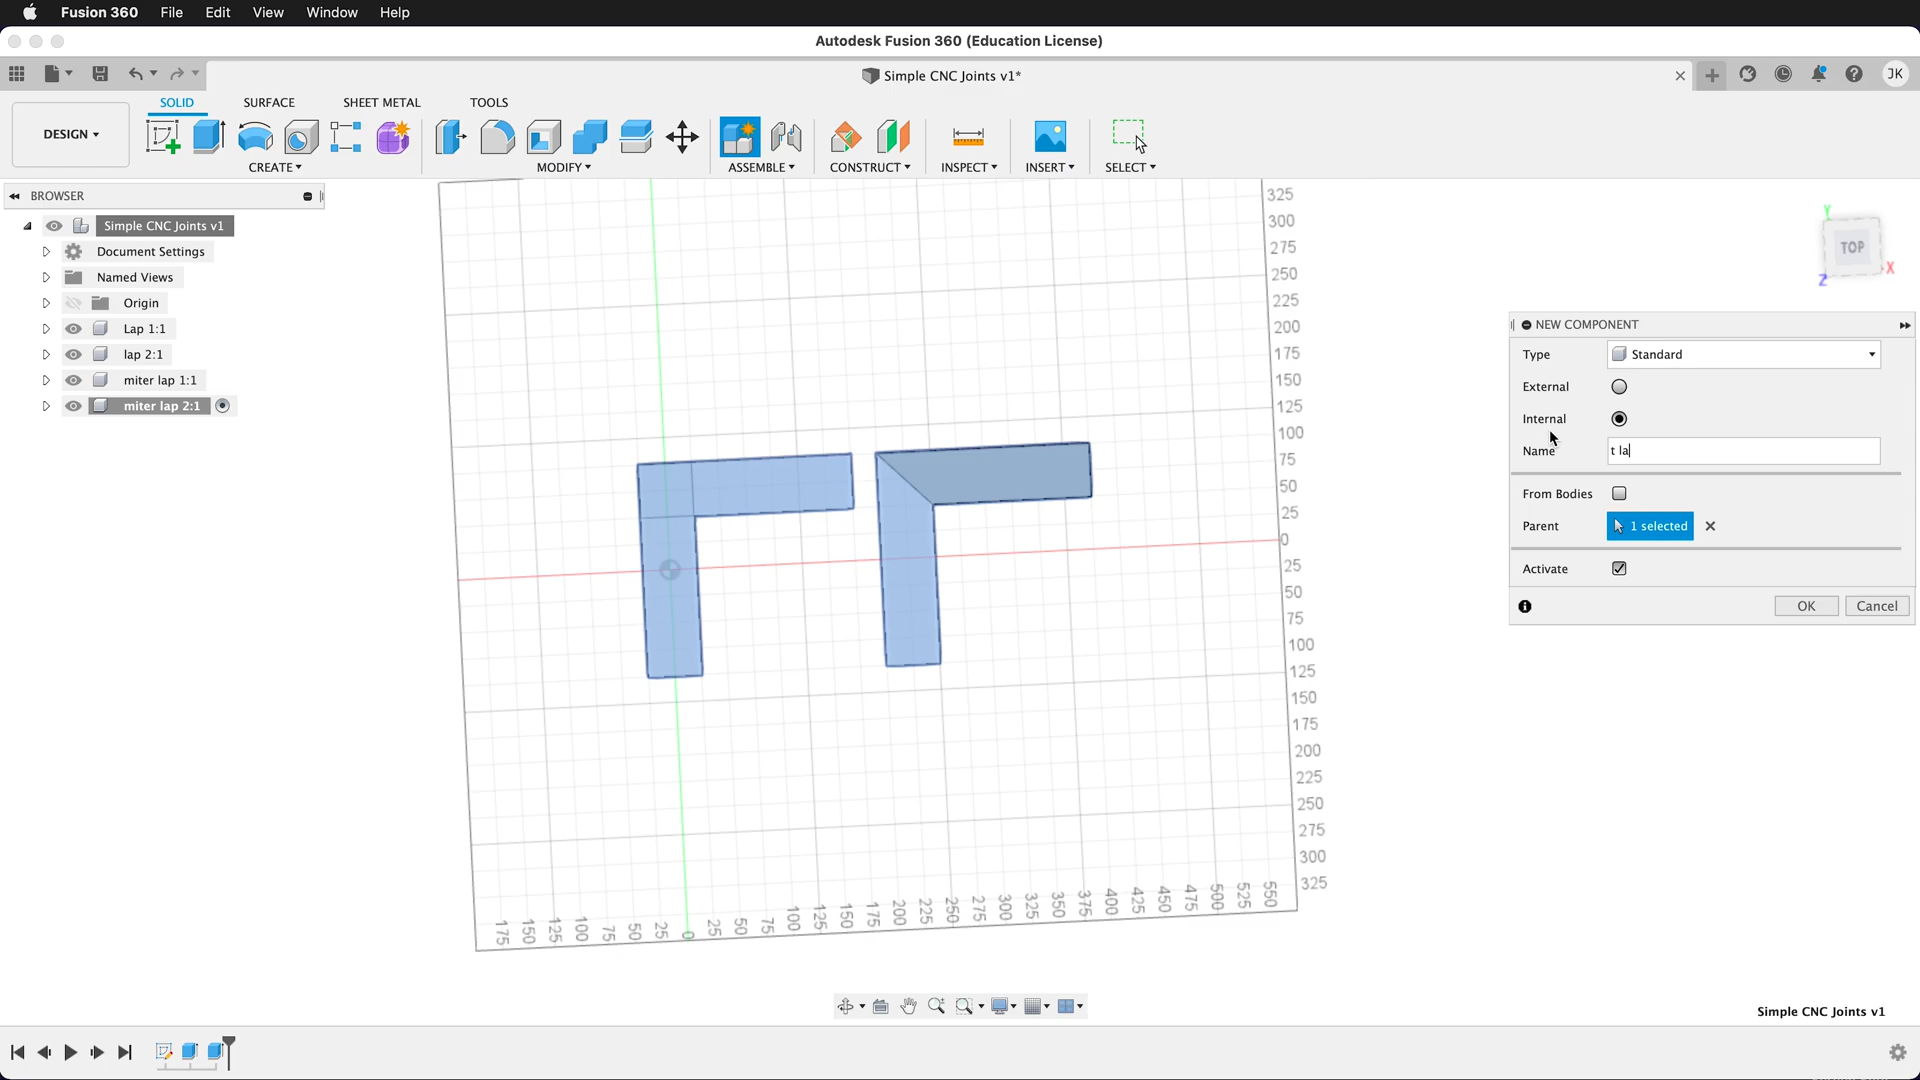 Fusion 360 File Edit View Window Help
Autodesk Fusion 360 (Education License)
Simple CNC Joints v1*
JK
SOLID SURFACE SHEET METAL TOOLS
DESIGN
CREATE MODIFY ASSEMBLE CONSTRUCT INSPECT INSERT SELECT
BROWSER
Simple CNC Joints v1
Document Settings
Named Views
Origin
Lap 1:1
lap 2:1
miter lap 1:1
miter lap 2:1
325
300
275
250
225
200
175
150
125
100
75
50
25
0
25
50
75
100
125
150
175
200
225
250
275
300
325
175 150 125 100 75 50 25 0 25 50 75 100 125 150 175 200 225 250 275 300 325 350 375 400 425 450 475 500 525 550
Y
TOP
X
Z
NEW COMPONENT
Type Standard
External
Internal
Name t la
From Bodies
Parent 1 selected
Activate
OK Cancel
Simple CNC Joints v1